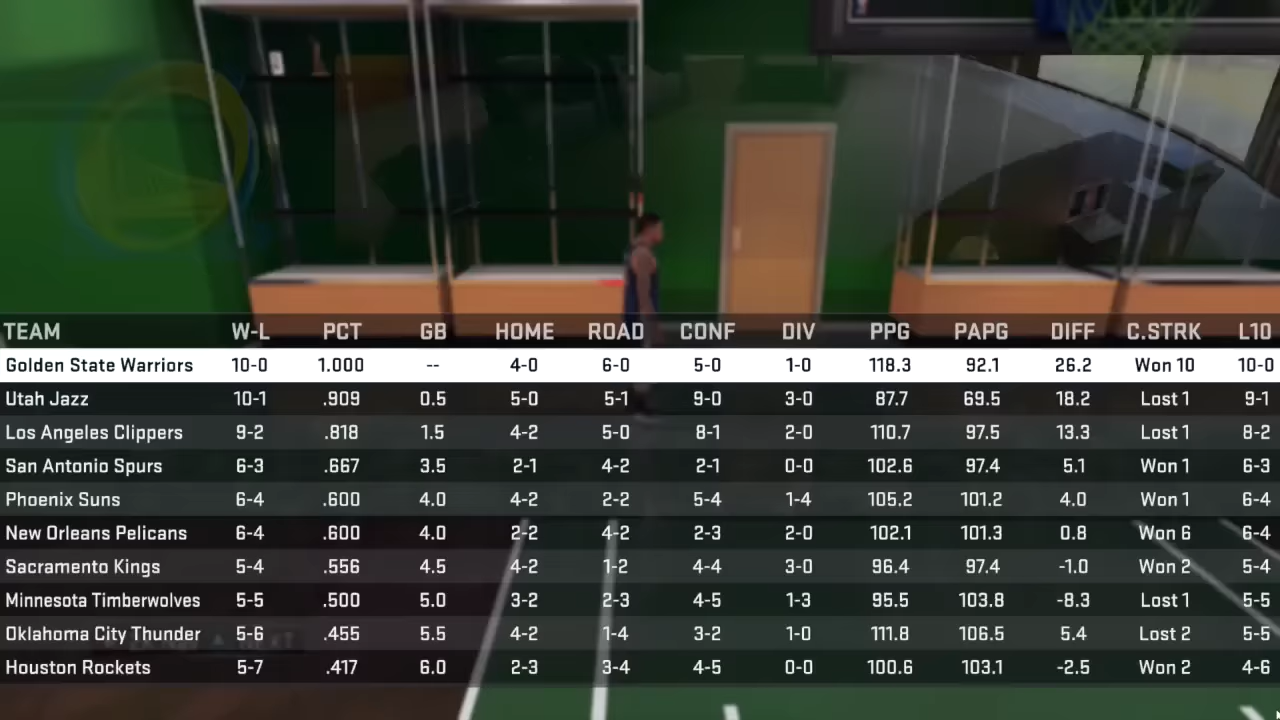 TEAM W-L PCT GB HOME ROAD CONF DIV PPG PAPG DIFF C.STRK L10
Golden State Warriors 10-0 1.000 -- 4-0 6-0 5-0 1-0 118.3 92.1 26.2 Won 10 10-0
Utah Jazz 10-1 .909 0.5 5-0 5-1 9-0 3-0 87.7 69.5 18.2 Lost 1 9-1
Los Angeles Clippers 9-2 .818 1.5 4-2 5-0 8-1 2-0 110.7 97.5 13.3 Lost 1 8-2
San Antonio Spurs 6-3 .667 3.5 2-1 4-2 2-1 0-0 102.6 97.4 5.1 Won 1 6-3
Phoenix Suns 6-4 .600 4.0 4-2 2-2 5-4 1-4 105.2 101.2 4.0 Won 1 6-4
New Orleans Pelicans 6-4 .600 4.0 2-2 4-2 2-3 2-0 102.1 101.3 0.8 Won 6 6-4
Sacramento Kings 5-4 .556 4.5 4-2 1-2 4-4 3-0 96.4 97.4 -1.0 Won 2 5-4
Minnesota Timberwolves 5-5 .500 5.0 3-2 2-3 4-5 1-3 95.5 103.8 -8.3 Lost 1 5-5
Oklahoma City Thunder 5-6 .455 5.5 4-2 1-4 3-2 1-0 111.8 106.5 5.4 Lost 2 5-5
Houston Rockets 5-7 .417 6.0 2-3 3-4 4-5 0-0 100.6 103.1 -2.5 Won 2 4-6